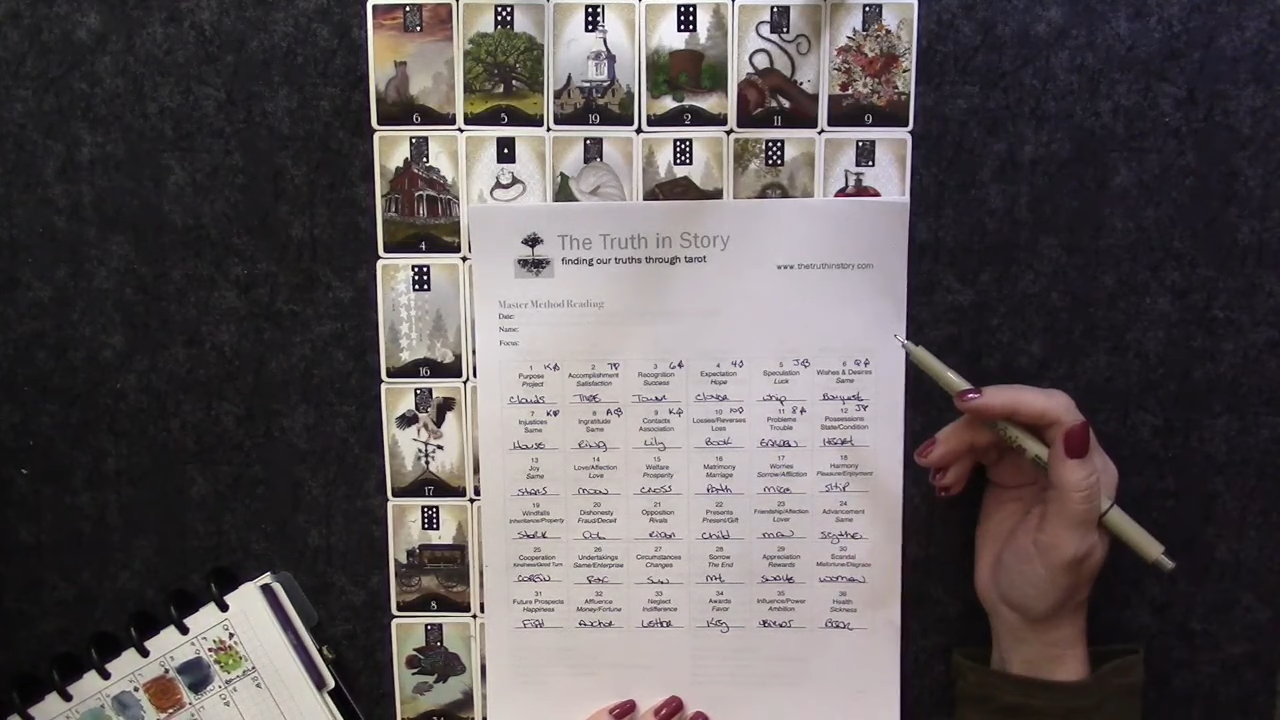 6 5 19 2 11 9
4
The Truth in Story
finding our truths through tarot
www.thetruthinstory.com
16
Master Method Reading
Date:
Name:
Focus:
1 2 3 4 5 6
Purpose Accomplishment Recognition Expectation Speculation Wishes & Desires
Project Satisfaction Success Hope Luck Same
Clouds Tree Tower Clover Whip Bouquet
7 8 9 10 11 12
Injustices Ingratitude Contacts Losses/Reverses Problems Possessions
Same Same Association Loss Trouble State/Condition
House Ring Lily Book Garden Heart
13 14 15 16 17 18
Joy Love/Affection Welfare Matrimony Worries Harmony
Same Love Prosperity Marriage Sorrow/Affliction Pleasure/Enjoyment
Stars Moon Cross Path Mice Ship
17
19 20 21 22 23 24
Windfalls Dishonesty Opposition Presents Friendship/Affection Advancement
Inheritance/Property Fraud/Deceit Rivals Present/Gift Lover Same
Stork Child man Scythe
8
25 26 27 28 29 30
Cooperation Undertakings Circumstances Sorrow Appreciation Scandal
Kindness/Good Turn Same/Enterprise Changes The End Rewards Misfortune/Disgrace
Coffin Fox Sun mt woman
31 32 33 34 35 36
Future Prospects Affluence Neglect Awards Influence/Power Health
Happiness Money/Fortune Indifference Favor Ambition Sickness
Fish Anchor Letter Key Birds